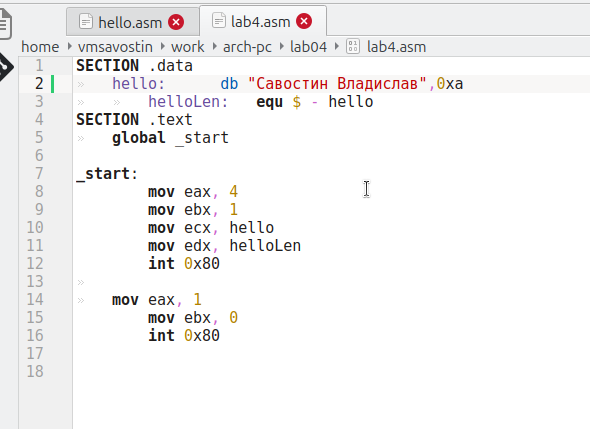 hello.asm lab4.asm
home vmsavostin work arch-pc lab04 lab4.asm
1 SECTION .data
2 hello: db "Савостин Владислав",0xa
3 helloLen: equ $ - hello
4 SECTION .text
5 global _start
6
7 _start:
8 mov eax, 4
9 mov ebx, 1
10 mov ecx, hello
11 mov edx, helloLen
12 int 0x80
13
14 mov eax, 1
15 mov ebx, 0
16 int 0x80
17
18